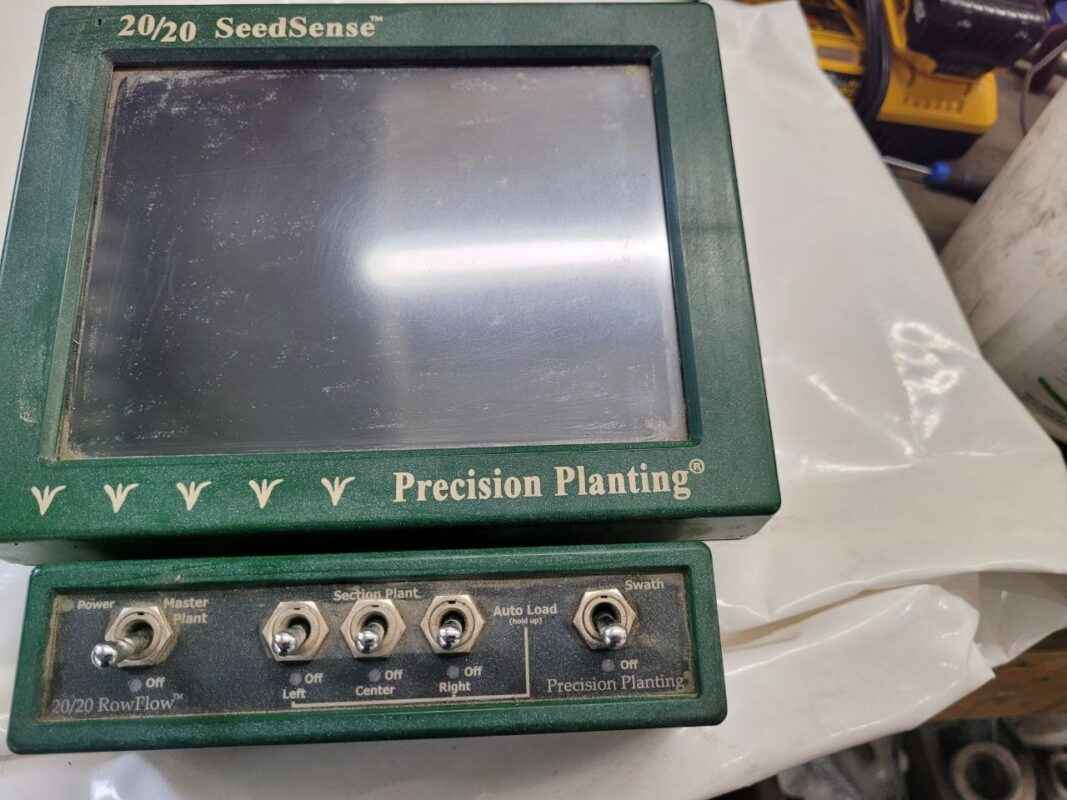 20/20 SeedSense™
Precision Planting®
Power
Master
Plant
Off
20/20 RowFlow™
Section Plant
Off
Left
Off
Center
Off
Right
Auto Load
(hold up)
Swath
Off
Precision Planting®